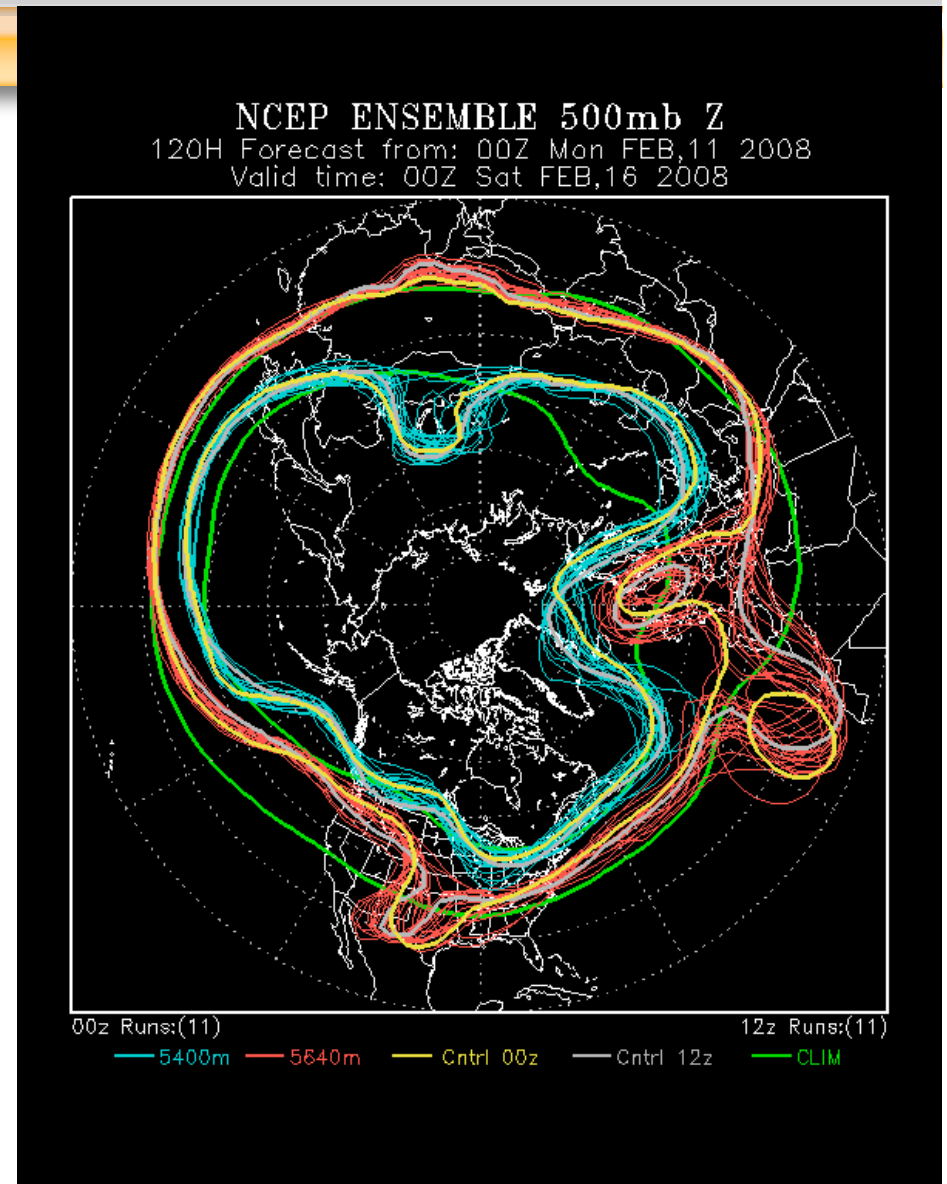 NCEP ENSEMBLE 500mb Z
120H Forecast from: 00Z Mon FEB,11 2008
Valid time: 00Z Sat FEB,16 2008
00z Runs:(11) 12z Runs:(11)
5400m 5640m Cntrl 00z Cntrl 12z CLIM